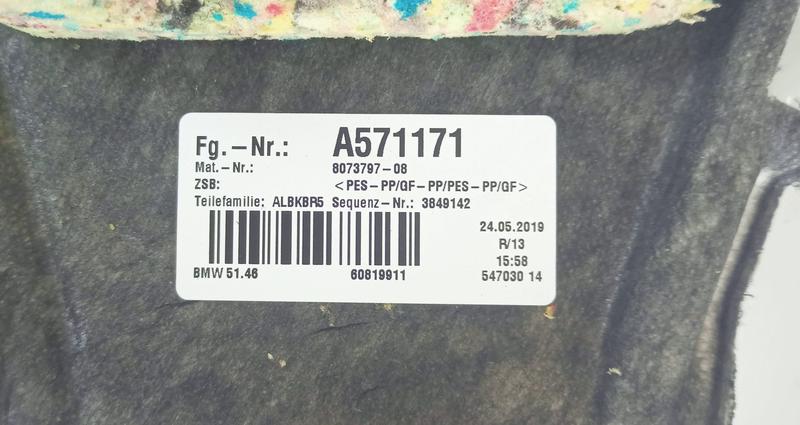 Fg.-Nr.: A571171
Mat.-Nr.: 8073797-08
ZSB: <PES-PP/GF-PP/PES-PP/GF>
Teilefamilie: ALBKBR5 Sequenz-Nr.: 3849142
24.05.2019
R/13
15:58
BMW 51.46 60819911 547030 14